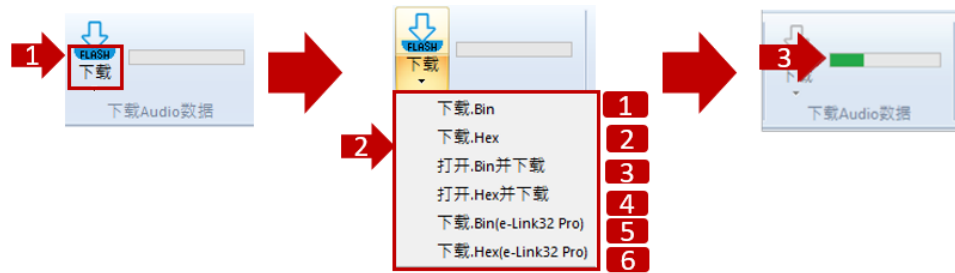 1
FLASH
下载
下载Audio数据
FLASH
下载
2
下载.Bin
1
下载.Hex
2
打开.Bin并下载
3
打开.Hex并下载
4
下载.Bin(e-Link32 Pro)
5
下载.Hex(e-Link32 Pro)
6
3
下载
下载Audio数据